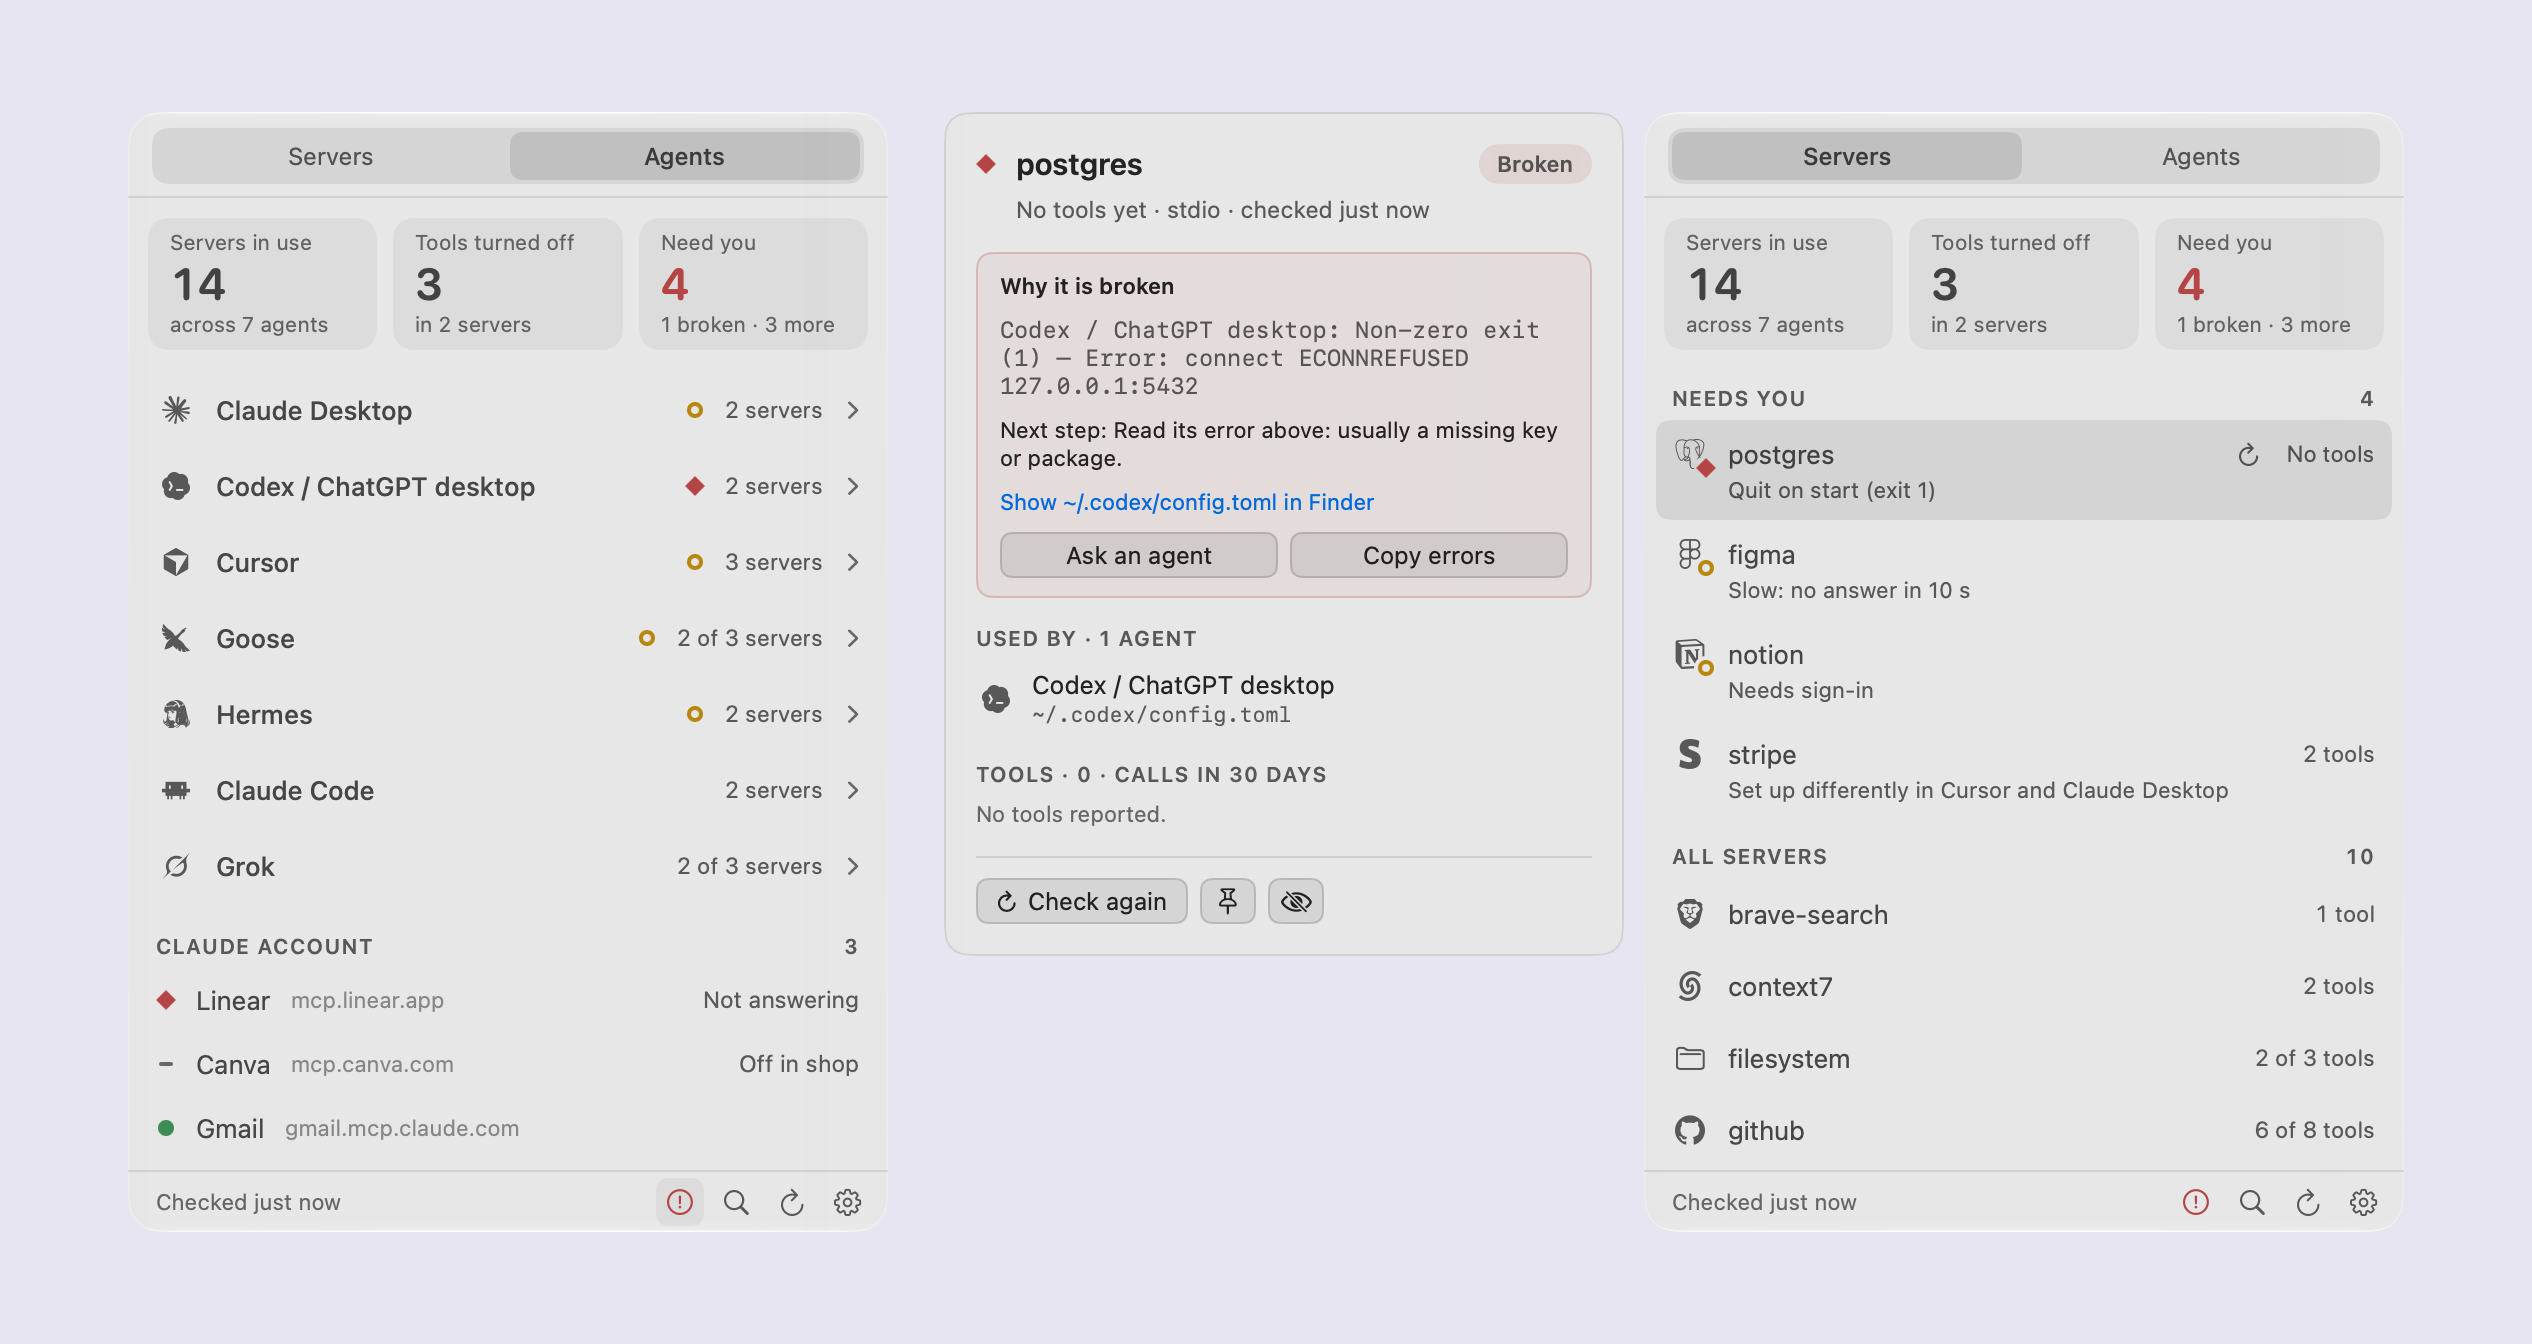 Servers
Agents
Servers in use
14
across 7 agents
Tools turned off
3
in 2 servers
Need you
4
1 broken · 3 more
Claude Desktop
2 servers
Codex / ChatGPT desktop
2 servers
Cursor
3 servers
Goose
2 of 3 servers
Hermes
2 servers
Claude Code
2 servers
Grok
2 of 3 servers
CLAUDE ACCOUNT
3
Linear mcp.linear.app
Not answering
Canva mcp.canva.com
Off in shop
Gmail gmail.mcp.claude.com
Checked just now
postgres
Broken
No tools yet · stdio · checked just now
Why it is broken
Codex / ChatGPT desktop: Non-zero exit
(1) — Error: connect ECONNREFUSED
127.0.0.1:5432
Next step: Read its error above: usually a missing key
or package.
Show ~/.codex/config.toml in Finder
Ask an agent
Copy errors
USED BY · 1 AGENT
Codex / ChatGPT desktop
~/.codex/config.toml
TOOLS · 0 · CALLS IN 30 DAYS
No tools reported.
Check again
Servers
Agents
Servers in use
14
across 7 agents
Tools turned off
3
in 2 servers
Need you
4
1 broken · 3 more
NEEDS YOU
4
postgres
No tools
Quit on start (exit 1)
figma
Slow: no answer in 10 s
notion
Needs sign-in
stripe
2 tools
Set up differently in Cursor and Claude Desktop
ALL SERVERS
10
brave-search
1 tool
context7
2 tools
filesystem
2 of 3 tools
github
6 of 8 tools
Checked just now